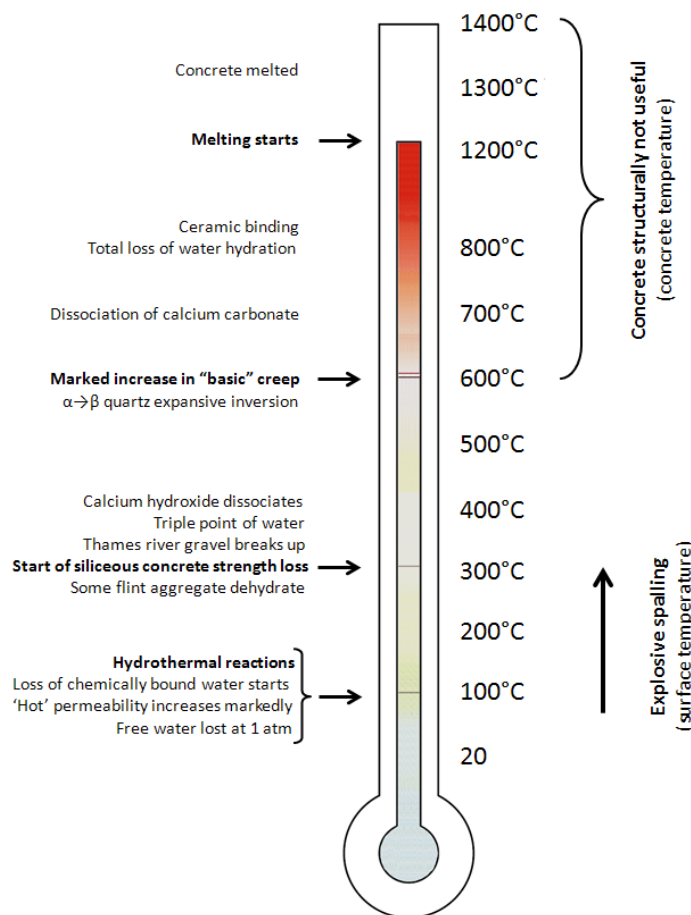 Concrete melted
Melting starts
Ceramic binding
Total loss of water hydration
Dissociation of calcium carbonate
Marked increase in “basic” creep
α→β quartz expansive inversion
Calcium hydroxide dissociates
Triple point of water
Thames river gravel breaks up
Start of siliceous concrete strength loss
Some flint aggregate dehydrate
Hydrothermal reactions
Loss of chemically bound water starts
‘Hot’ permeability increases markedly
Free water lost at 1 atm
1400°C
1300°C
1200°C
800°C
700°C
600°C
500°C
400°C
300°C
200°C
100°C
20
Concrete structurally not useful
(concrete temperature)
Explosive spalling
(surface temperature)